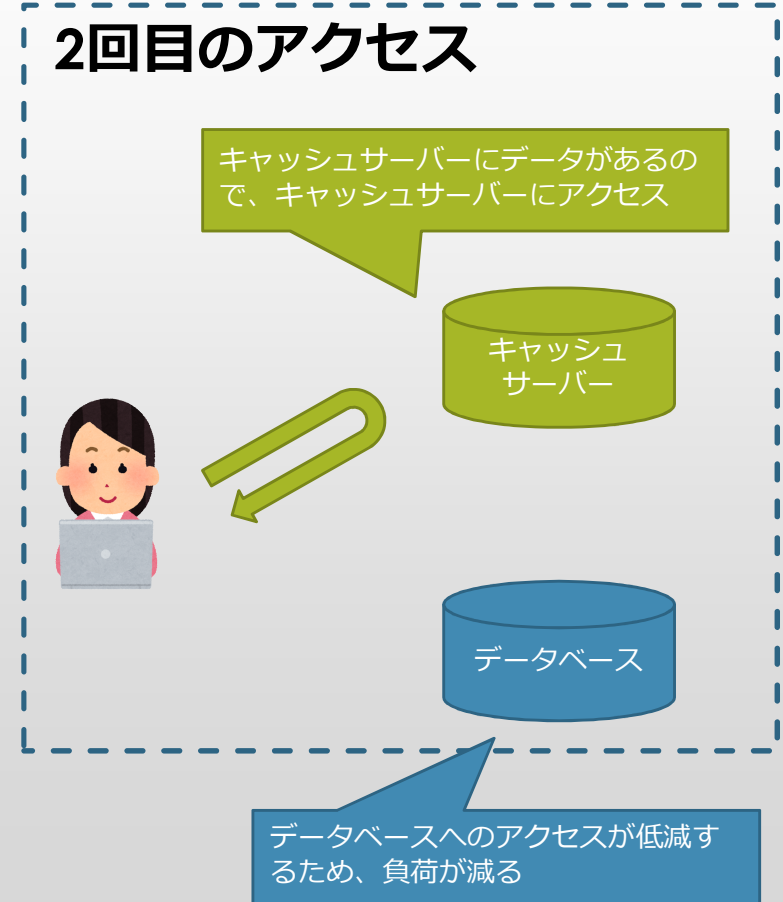 2回目のアクセス
キャッシュサーバーにデータがあるの
で、キャッシュサーバーにアクセス
キャッシュ
サーバー
データベース
データベースへのアクセスが低減す
るため、負荷が減る